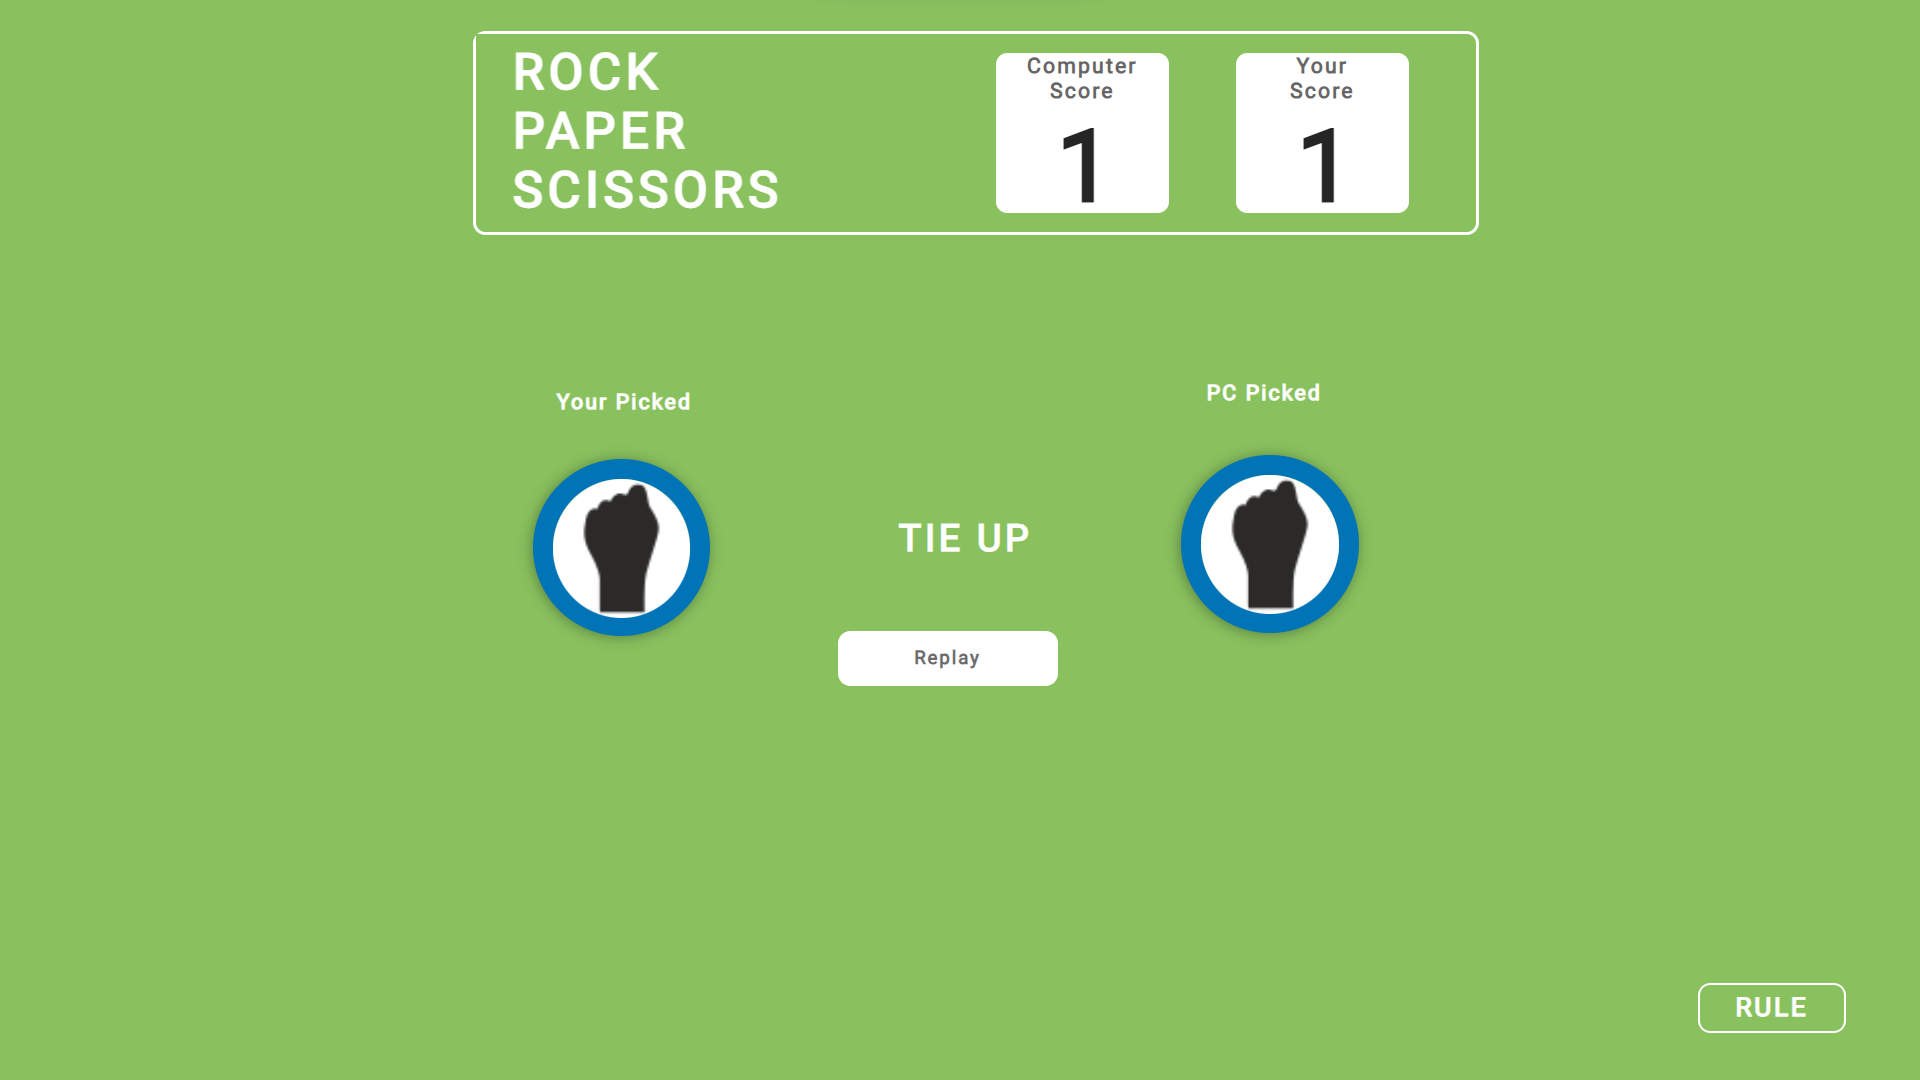 ROCK
PAPER
SCISSORS
Computer
Score
1
Your
Score
1
Your Picked
PC Picked
TIE UP
Replay
RULE